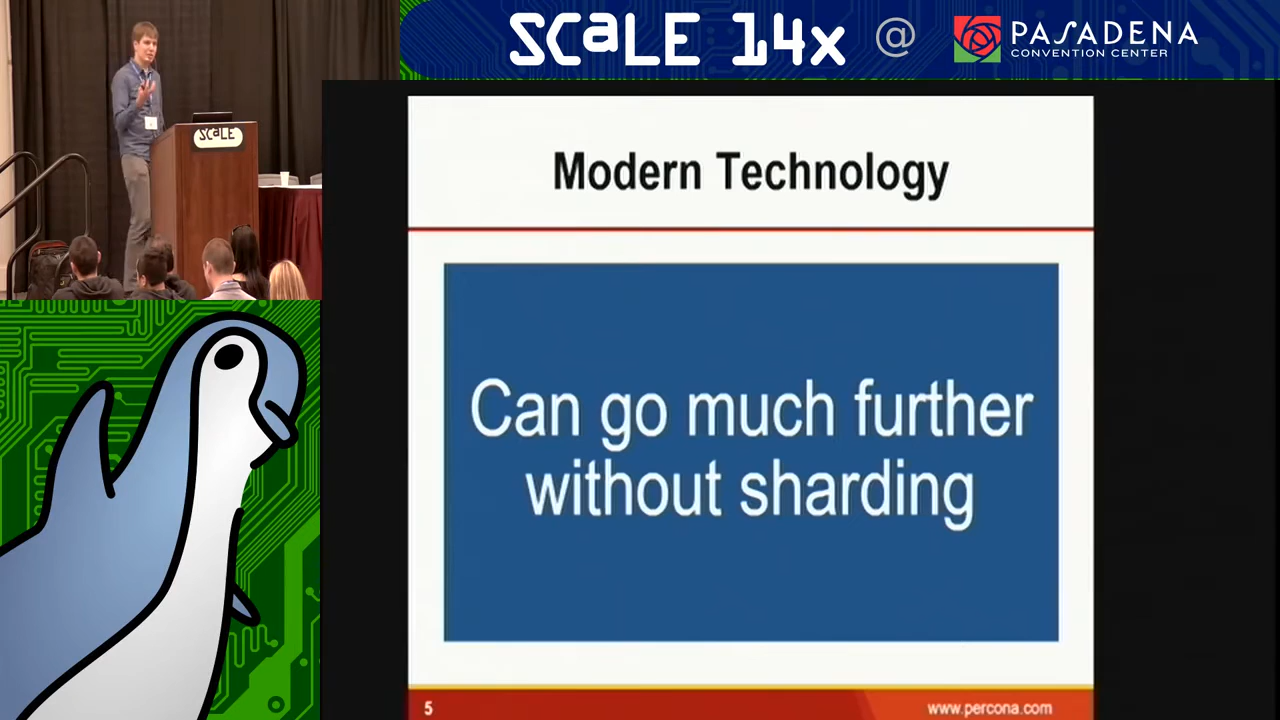 SCaLE 14x @ PASADENA
CONVENTION CENTER
SCaLE
Modern Technology
Can go much further
without sharding
5
www.percona.com